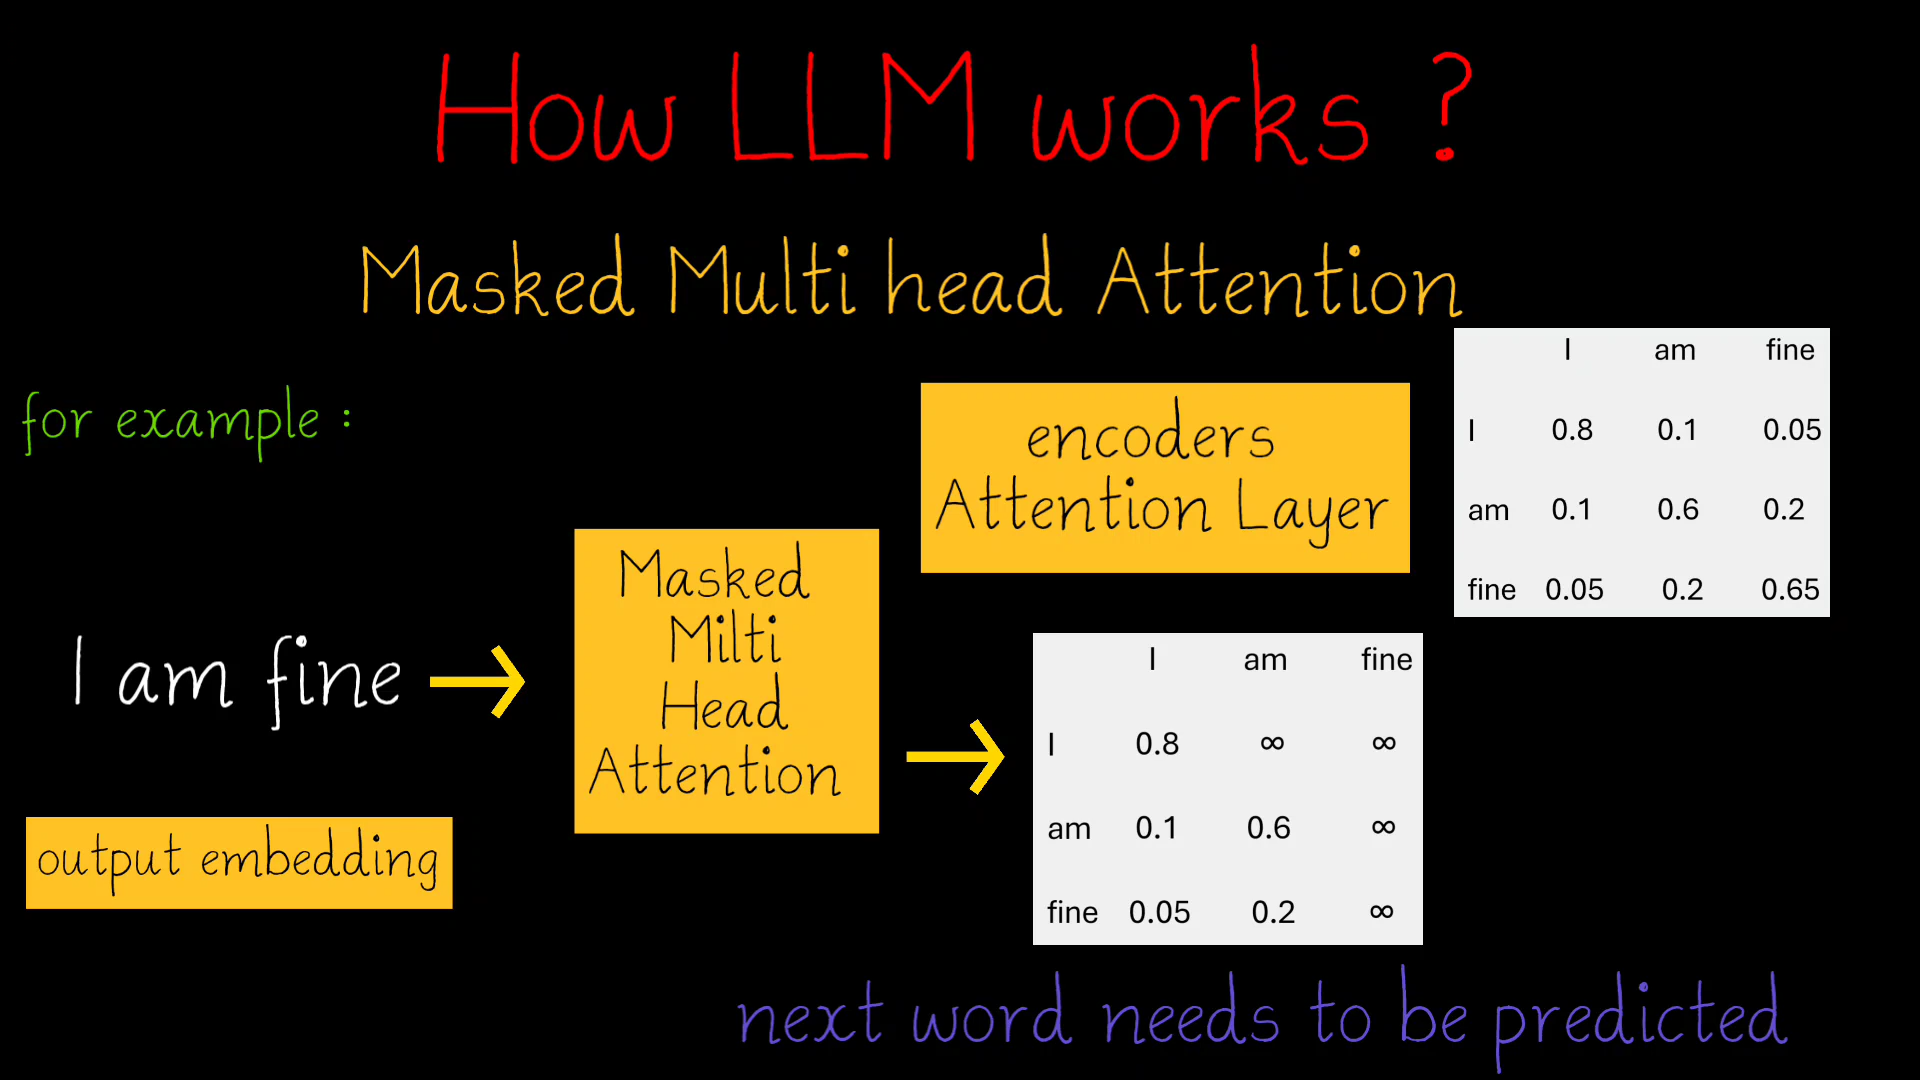 How LLM works ?
Masked Multi head Attention
for example :
encoders
Attention Layer
I am fine
I 0.8 0.1 0.05
am 0.1 0.6 0.2
fine 0.05 0.2 0.65
I am fine
Masked
Milti
Head
Attention
I am fine
I 0.8 ∞ ∞
am 0.1 0.6 ∞
fine 0.05 0.2 ∞
output embedding
next word needs to be predicted